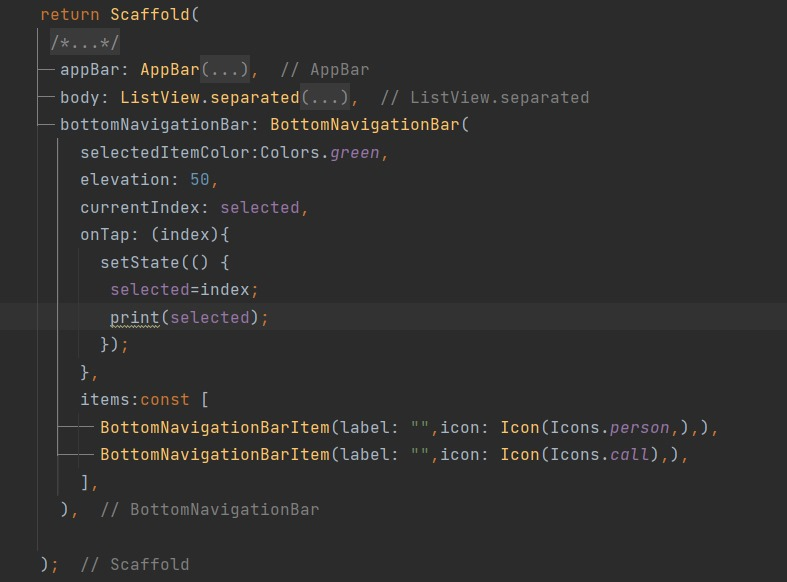 return Scaffold(
/*...*/
appBar: AppBar(...),  // AppBar
body: ListView.separated(...),  // ListView.separated
bottomNavigationBar: BottomNavigationBar(
selectedItemColor:Colors.green,
elevation: 50,
currentIndex: selected,
onTap: (index){
setState(() {
selected=index;
print(selected);
});
},
items:const [
BottomNavigationBarItem(label: "",icon: Icon(Icons.person,),),
BottomNavigationBarItem(label: "",icon: Icon(Icons.call),),
],
),  // BottomNavigationBar
);  // Scaffold